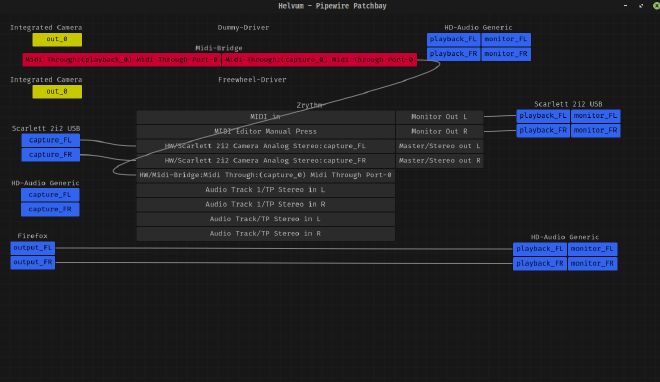 Helvum - Pipewire Patchbay
Integrated Camera
out_0
Dummy-Driver
HD-Audio Generic
playback_FL monitor_FL
playback_FR monitor_FR
Midi-Bridge
Midi Through:(playback_0) Midi Through Port-0 Midi Through:(capture_0) Midi Through Port-0
Integrated Camera
out_0
Freewheel-Driver
Zrythm
MIDI in Monitor Out L
MIDI Editor Manual Press Monitor Out R
HW/Scarlett 2i2 Camera Analog Stereo:capture_FL Master/Stereo out L
HW/Scarlett 2i2 Camera Analog Stereo:capture_FR Master/Stereo out R
HW/Midi-Bridge:Midi Through:(capture_0) Midi Through Port-0
Audio Track 1/TP Stereo in L
Audio Track 1/TP Stereo in R
Audio Track/TP Stereo in L
Audio Track/TP Stereo in R
Scarlett 2i2 USB
playback_FL monitor_FL
playback_FR monitor_FR
Scarlett 2i2 USB
capture_FL
capture_FR
HD-Audio Generic
capture_FL
capture_FR
Firefox
output_FL
output_FR
HD-Audio Generic
playback_FL monitor_FL
playback_FR monitor_FR